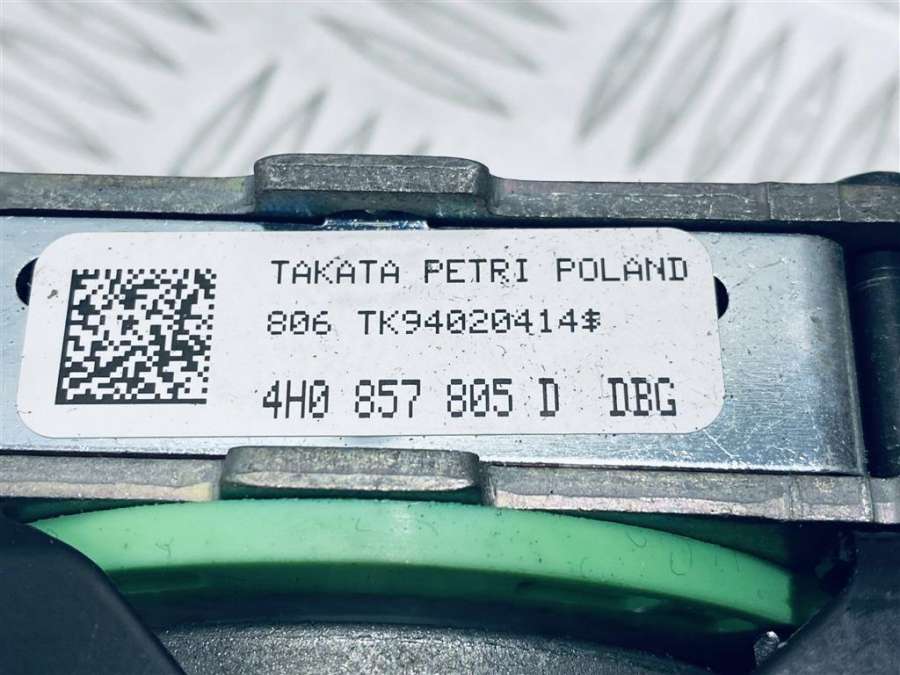 TAKATA PETRI POLAND
806 TK94020414$
4H0 857 805 D DBG